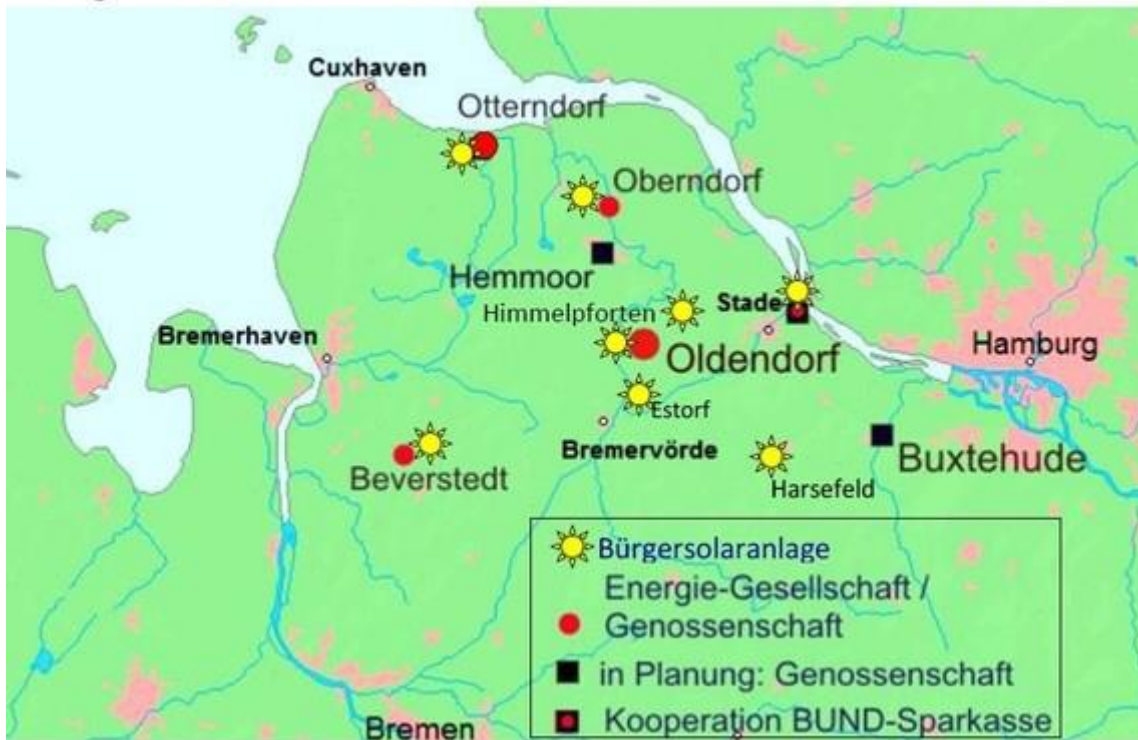 Cuxhaven
Otterndorf
Oberndorf
Hemmoor
Himmelpforten
Stade
Bremerhaven
Oldendorf
Hamburg
Estorf
Bremervörde
Buxtehude
Beverstedt
Harsefeld
Bürgersolaranlage
Energie-Gesellschaft /
Genossenschaft
in Planung: Genossenschaft
Kooperation BUND-Sparkasse
Bremen